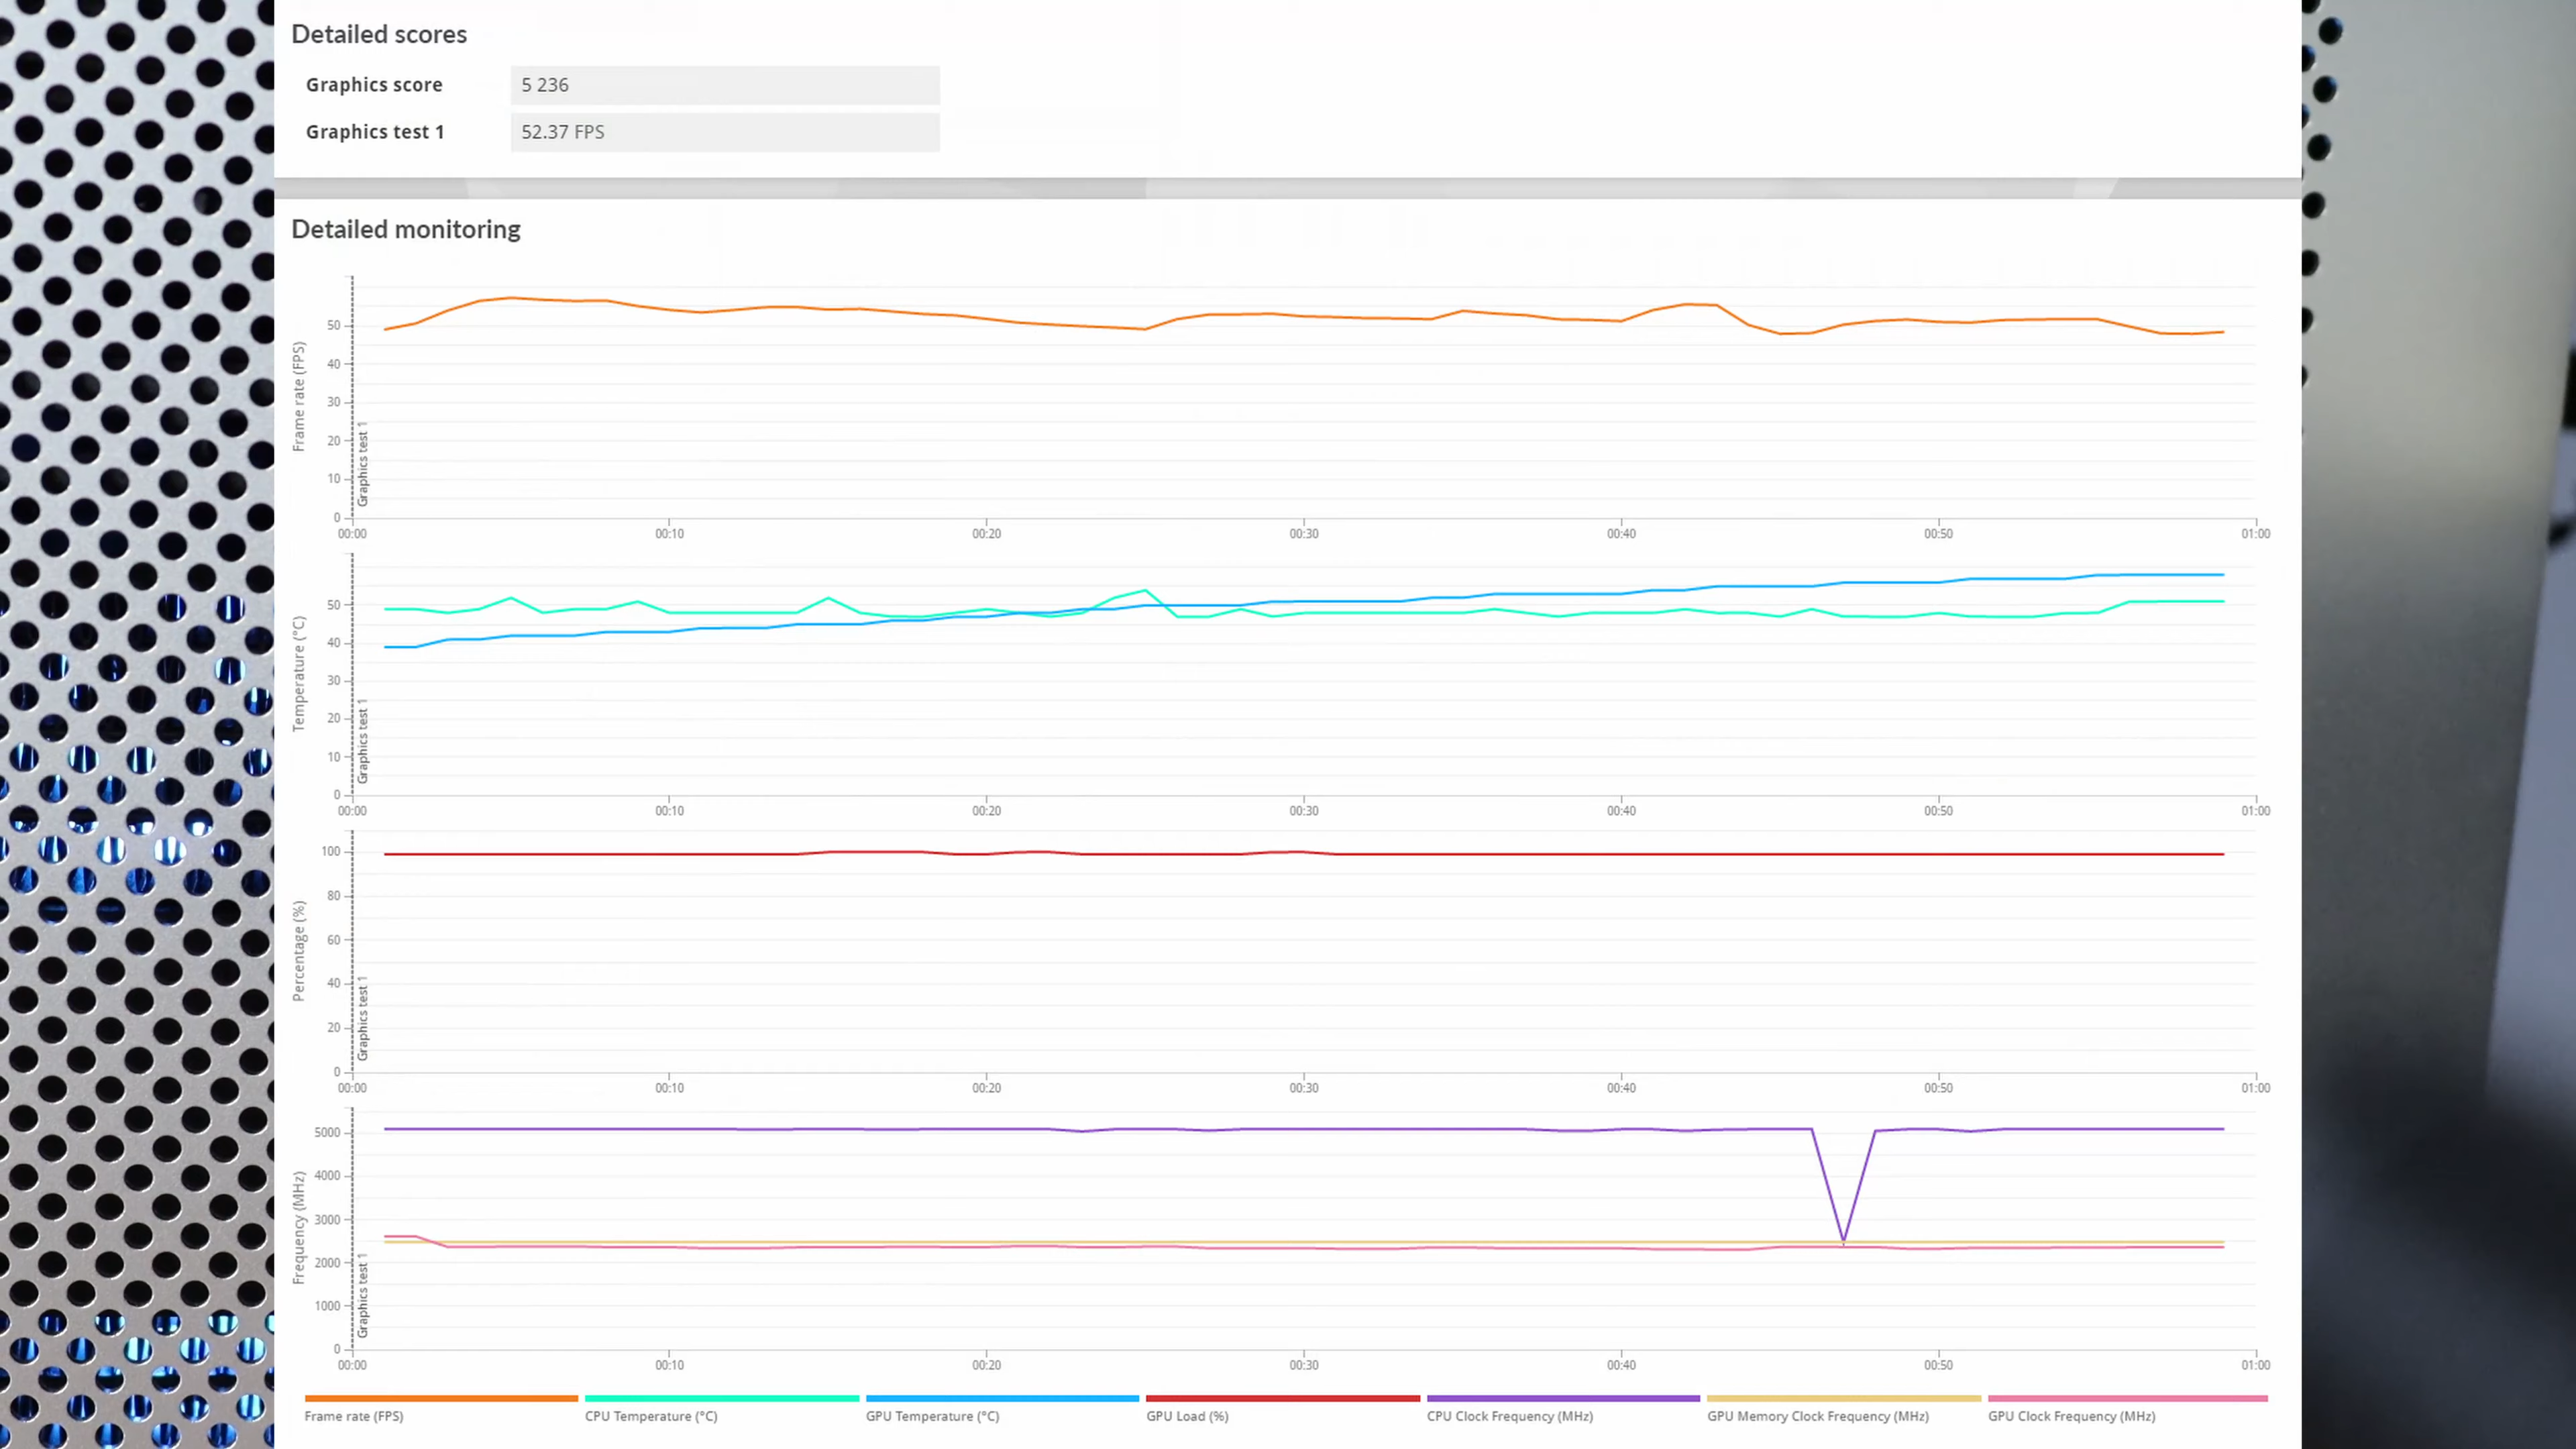 Detailed scores
Graphics score 5 236
Graphics test 1 52.37 FPS
Detailed monitoring
Frame rate (FPS)
50
40
30
20
10
0
Graphics test 1
00:00 00:10 00:20 00:30 00:40 00:50 01:00
Temperature (°C)
50
40
30
20
10
0
Graphics test 1
00:00 00:10 00:20 00:30 00:40 00:50 01:00
Percentage (%)
100
80
60
40
20
0
Graphics test 1
00:00 00:10 00:20 00:30 00:40 00:50 01:00
Frequency (MHz)
5000
4000
3000
2000
1000
0
Graphics test 1
00:00 00:10 00:20 00:30 00:40 00:50 01:00
Frame rate (FPS) CPU Temperature (°C) GPU Temperature (°C) GPU Load (%) CPU Clock Frequency (MHz) GPU Memory Clock Frequency (MHz) GPU Clock Frequency (MHz)